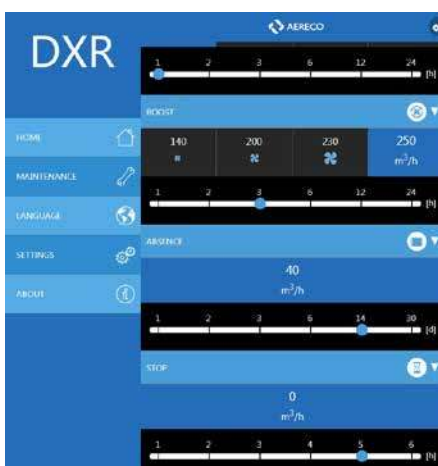 DXR
AERECO
1 2 3 6 12 24
[h]
BOOST
140 200 230 250
m³/h
1 2 3 6 12 24
[h]
HOME
MAINTENANCE
LANGUAGE
SETTINGS
ABOUT
ABSENCE
40
m³/h
1 2 3 6 14 30
[d]
STOP
0
m³/h
1 2 3 4 5 6
[h]